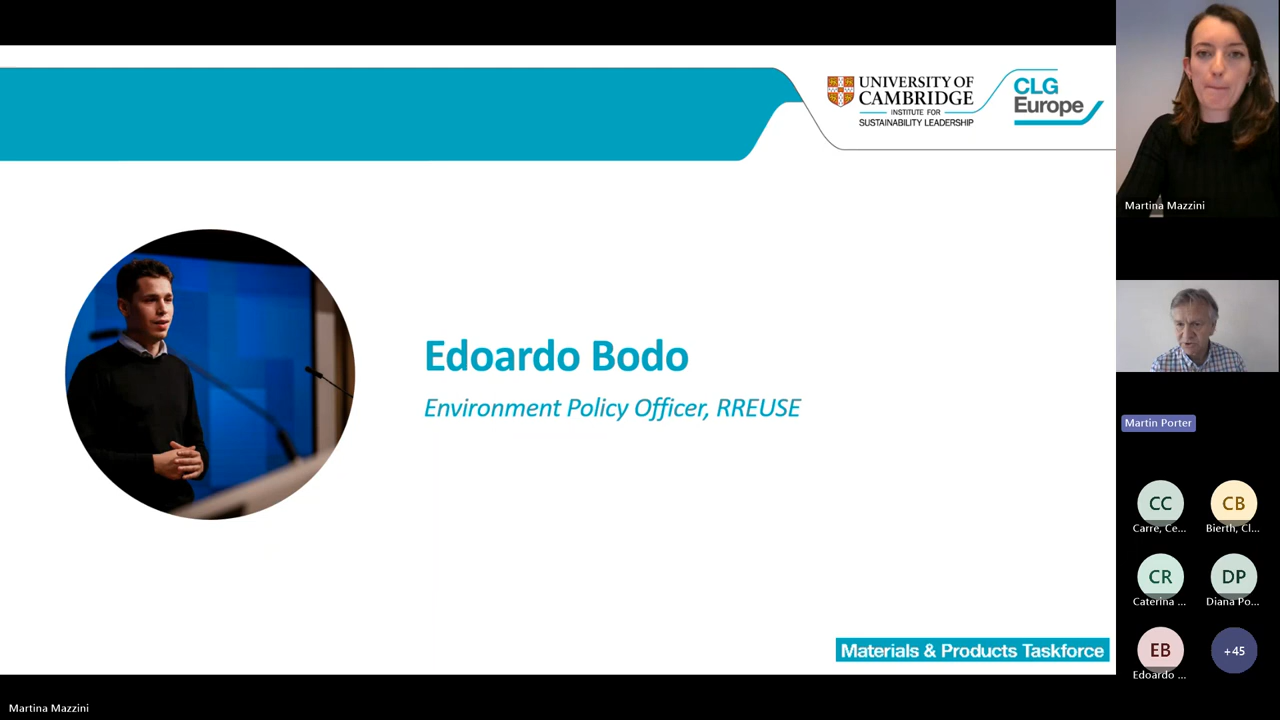 UNIVERSITY OF
CAMBRIDGE
INSTITUTE FOR
SUSTAINABILITY LEADERSHIP
CLG
Europe
Edoardo Bodo
Environment Policy Officer, RREUSE
Materials & Products Taskforce
Martina Mazzini
Martin Porter
CC
CB
Carre, Ce...
Bierth, Cl...
CR
DP
Caterina ...
Diana Po...
EB
+45
Edoardo ...
Martina Mazzini